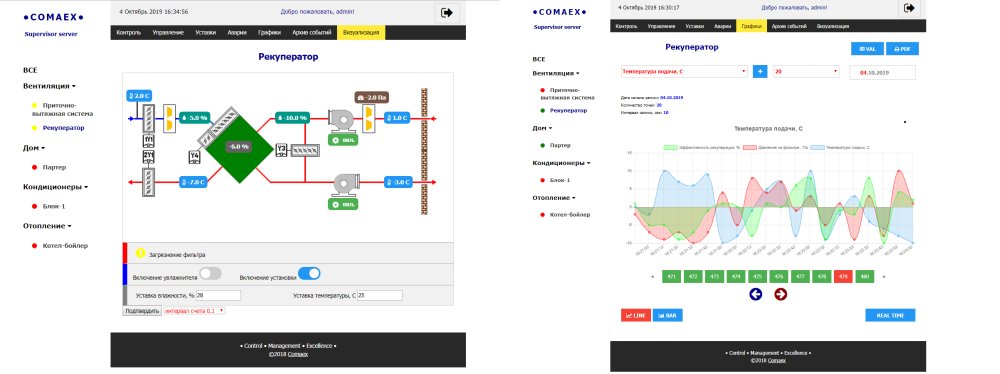 •COMAEX•
Supervisor server
ВСЕ
Вентиляция
Приточно-
вытяжная система
Рекуператор
Дом
Партер
Кондиционеры
Блок-1
Отопление
Котел-бойлер
4 Октябрь 2019 16:34:56
Добро пожаловать, admin!
Контроль Управление Уставки Аварии Графики Архив событий Визуализация
Рекуператор
2.0 C
-5.0 %
-10.0 %
-2.0 Па
1.0 C
ВКЛ.
-6.0 %
YY1
2Y1
Y4
Y3
-7.0 C
-3.0 C
ВКЛ.
Загрязнение фильтра
Включение увлажнителя
Включение установки
Уставка влажности, % 28
Уставка температуры, C 25
Подтвердить интервал счета 0,1
• Control • Management • Excellence •
©2018 Comaex
•COMAEX•
Supervisor server
ВСЕ
Вентиляция
Приточно-
вытяжная система
Рекуператор
Дом
Партер
Кондиционеры
Блок-1
Отопление
Котел-бойлер
4 Октябрь 2019 16:30:17
Добро пожаловать, admin!
Контроль Управление Уставки Аварии Графики Архив событий Визуализация
Рекуператор
VAL PDF
Температура подачи, C + 20 04.10.2019
Дата начала записи: 04.10.2019
Количество точек: 20
Интервал записи, сек: 10
Температура подачи, C
Эффективность рекуперации, % Давление на фильтре, Па Температура подачи C
15
10
5
0
-5
-10
« 471 472 473 474 475 476 477 478 479 480 »
LINE BAR REAL TIME
• Control • Management • Excellence •
©2018 Comaex